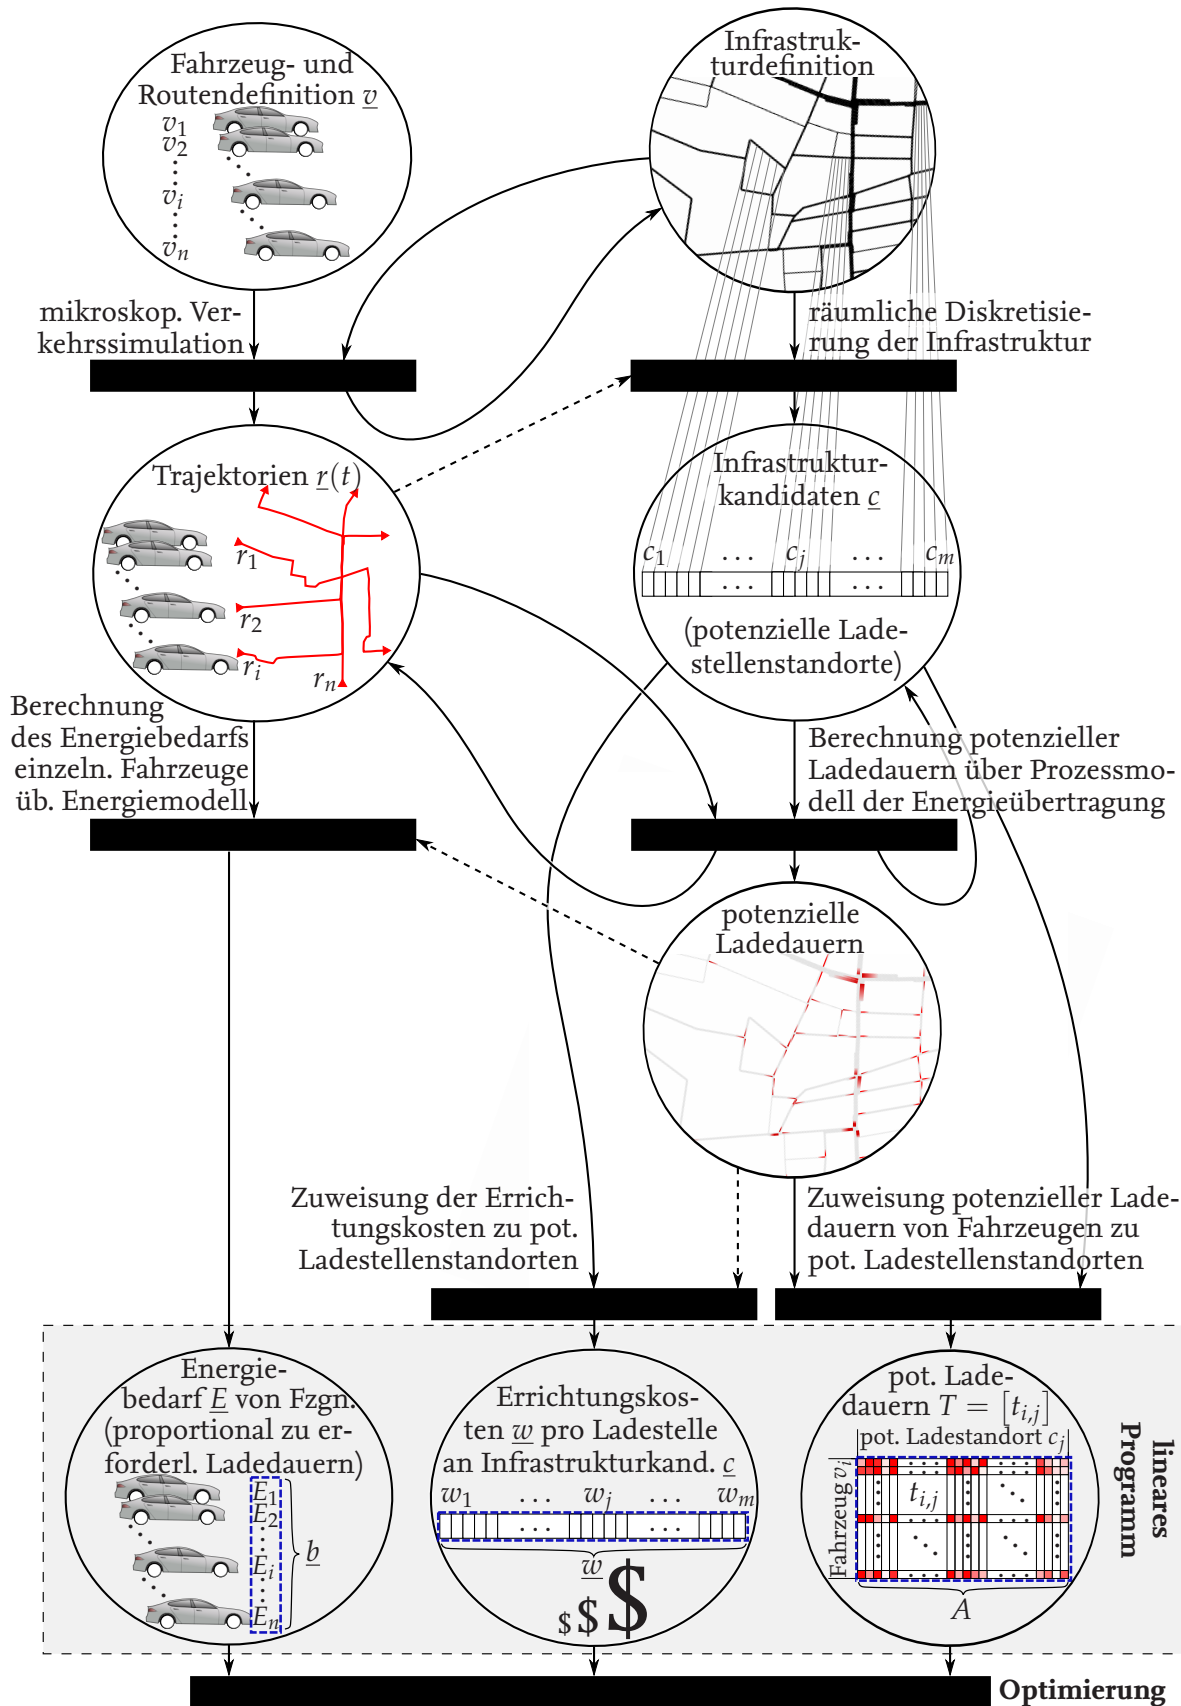 Fahrzeug- und
Routendefinition v
v1
v2
vi
vn
Infrastruk-
turdefinition
mikroskop. Ver-
kehrssimulation
räumliche Diskretisie-
rung der Infrastruktur
Trajektorien r(t)
r1
r2
ri
rn
Infrastruktur-
kandidaten c
c1 ... cj ... cm
... ...
(potenzielle Lade-
stellenstandorte)
Berechnung
des Energiebedarfs
einzeln. Fahrzeuge
üb. Energiemodell
Berechnung potenzieller
Ladedauern über Prozessmo-
dell der Energieübertragung
potenzielle
Ladedauern
Zuweisung der Errich-
tungskosten zu pot.
Ladestellenstandorten
Zuweisung potenzieller Lade-
dauern von Fahrzeugen zu
pot. Ladestellenstandorten
Energie-
bedarf E von Fzgn.
(proportional zu er-
forderl. Ladedauern)
E1
E2
Ei
En
b
Errichtungskos-
ten w pro Ladestelle
an Infrastrukturkand. c
w1 ... wj ... wm
... ...
w
$ $ $
pot. Lade-
dauern T = [ti,j]
pot. Ladestandort cj
Fahrzeug vi
ti,j
A
lineares
Programm
Optimierung